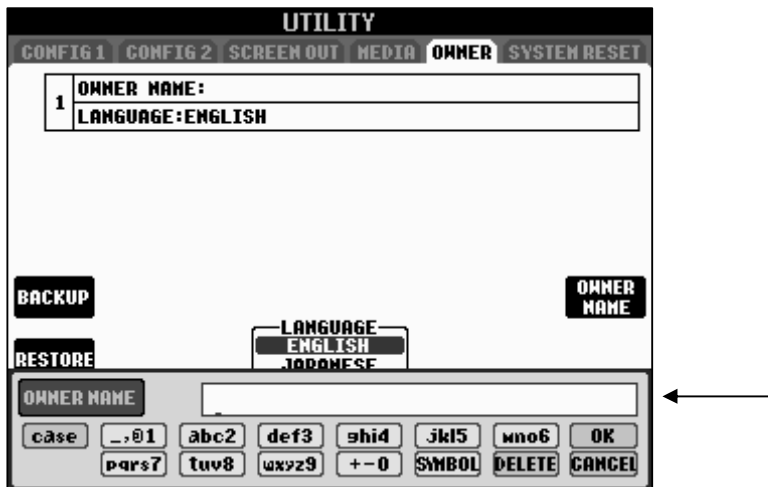 UTILITY
CONFIG 1 CONFIG 2 SCREEN OUT MEDIA OWNER SYSTEM RESET
1
OWNER NAME:
LANGUAGE:ENGLISH
BACKUP
OWNER
NAME
LANGUAGE
ENGLISH
RESTORE
JAPANESE
OWNER NAME
case _,@1 abc2 def3 ghi4 jkl5 mno6 OK
pqrs7 tuv8 wxyz9 +-0 SYMBOL DELETE CANCEL